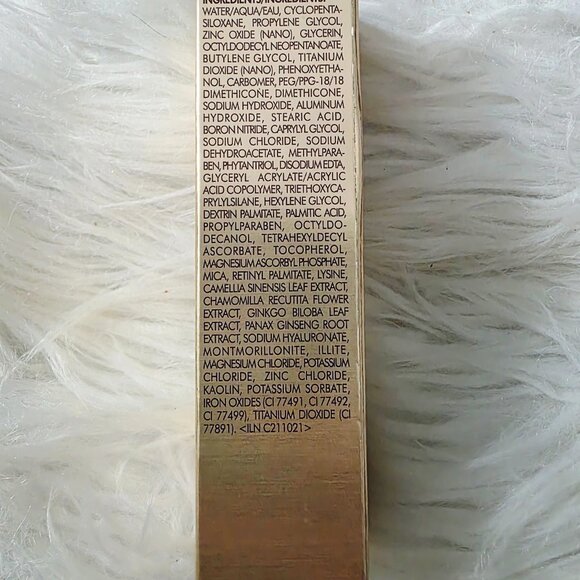 INGREDIENTS/INGRÉDIENTS:
WATER/AQUA/EAU, CYCLOPENTA-
SILOXANE, PROPYLENE GLYCOL,
ZINC OXIDE (NANO), GLYCERIN,
OCTYLDODECYL NEOPENTANOATE,
BUTYLENE GLYCOL, TITANIUM
DIOXIDE (NANO), PHENOXYETHA-
NOL, CARBOMER, PEG/PPG-18/18
DIMETHICONE, DIMETHICONE,
SODIUM HYDROXIDE, ALUMINUM
HYDROXIDE, STEARIC ACID,
BORON NITRIDE, CAPRYLYL GLYCOL,
SODIUM CHLORIDE, SODIUM
DEHYDROACETATE, METHYLPARA-
BEN, PHYTANTRIOL, DISODIUM EDTA,
GLYCERYL ACRYLATE/ACRYLIC
ACID COPOLYMER, TRIETHOXYCA-
PRYLYLSILANE, HEXYLENE GLYCOL,
DEXTRIN PALMITATE, PALMITIC ACID,
PROPYLPARABEN, OCTYLDO-
DECANOL, TETRAHEXYLDECYL
ASCORBATE, TOCOPHEROL,
MAGNESIUM ASCORBYL PHOSPHATE,
MICA, RETINYL PALMITATE, LYSINE,
CAMELLIA SINENSIS LEAF EXTRACT,
CHAMOMILLA RECUTITA FLOWER
EXTRACT, GINKGO BILOBA LEAF
EXTRACT, PANAX GINSENG ROOT
EXTRACT, SODIUM HYALURONATE,
MONTMORILLONITE, ILLITE,
MAGNESIUM CHLORIDE, POTASSIUM
CHLORIDE, ZINC CHLORIDE,
KAOLIN, POTASSIUM SORBATE,
IRON OXIDES (CI 77491, CI 77492,
CI 77499), TITANIUM DIOXIDE (CI
77891). <ILN C211021>